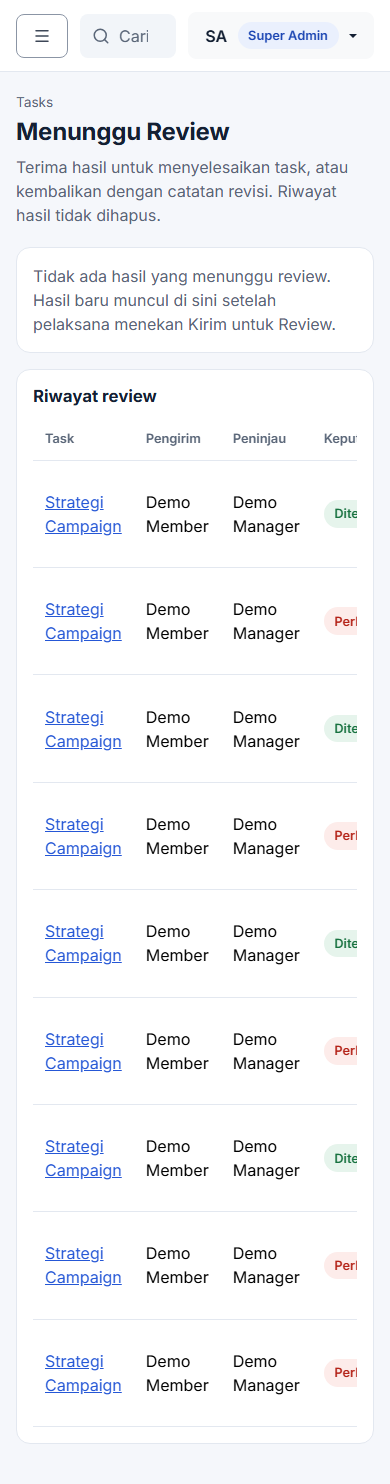 Cari
SA Super Admin
Tasks
Menunggu Review
Terima hasil untuk menyelesaikan task, atau
kembalikan dengan catatan revisi. Riwayat
hasil tidak dihapus.
Tidak ada hasil yang menunggu review.
Hasil baru muncul di sini setelah
pelaksana menekan Kirim untuk Review.
Riwayat review
Task Pengirim Peninjau
Strategi Demo Demo
Campaign Member Manager
Strategi Demo Demo
Campaign Member Manager
Strategi Demo Demo
Campaign Member Manager
Strategi Demo Demo
Campaign Member Manager
Strategi Demo Demo
Campaign Member Manager
Strategi Demo Demo
Campaign Member Manager
Strategi Demo Demo
Campaign Member Manager
Strategi Demo Demo
Campaign Member Manager
Strategi Demo Demo
Campaign Member Manager